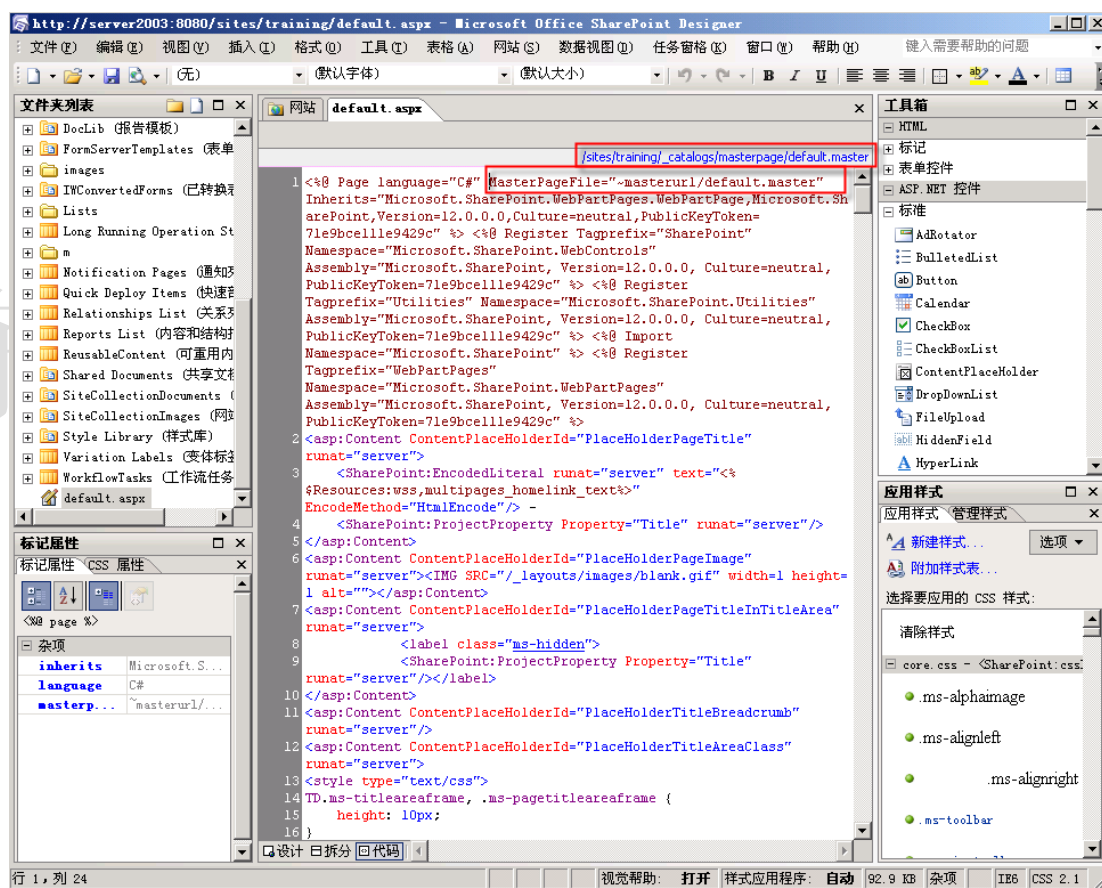 http://server2003:8080/sites/training/default.aspx - Microsoft Office SharePoint Designer
文件(F) 编辑(E) 视图(V) 插入(I) 格式(O) 工具(T) 表格(A) 网站(S) 数据视图(D) 任务窗格(K) 窗口(W) 帮助(H) 键入需要帮助的问题
(无) (默认字体) (默认大小) B I U
文件夹列表
DocLib (报告模板)
FormServerTemplates (表单
images
IWConvertedForms (已转换
Lists
Long Running Operation St
m
Notification Pages (通知
Quick Deploy Items (快速
Relationships List (关系
Reports List (内容和结构
ReusableContent (可重用内
Shared Documents (共享文
SiteCollectionDocuments (
SiteCollectionImages (网
Style Library (样式库)
Variation Labels (变体标
WorkflowTasks (工作流任务
default.aspx
标记属性
标记属性 CSS 属性
<%@ page %>
杂项
inherits Microsoft.S...
language C#
masterp... ~masterurl/...
网站 default.aspx
/sites/training/_catalogs/masterpage/default.master
1 <%@ Page language="C#" MasterPageFile="~masterurl/default.master"
Inherits="Microsoft.SharePoint.WebPartPages.WebPartPage,Microsoft.Sh
arePoint,Version=12.0.0.0,Culture=neutral,PublicKeyToken=
71e9bce111e9429c" %> <%@ Register Tagprefix="SharePoint"
Namespace="Microsoft.SharePoint.WebControls"
Assembly="Microsoft.SharePoint, Version=12.0.0.0, Culture=neutral,
PublicKeyToken=71e9bce111e9429c" %> <%@ Register
Tagprefix="Utilities" Namespace="Microsoft.SharePoint.Utilities"
Assembly="Microsoft.SharePoint, Version=12.0.0.0, Culture=neutral,
PublicKeyToken=71e9bce111e9429c" %> <%@ Import
Namespace="Microsoft.SharePoint" %> <%@ Register
Tagprefix="WebPartPages"
Namespace="Microsoft.SharePoint.WebPartPages"
Assembly="Microsoft.SharePoint, Version=12.0.0.0, Culture=neutral,
PublicKeyToken=71e9bce111e9429c" %>
2 <asp:Content ContentPlaceHolderId="PlaceHolderPageTitle"
runat="server">
3 <SharePoint:EncodedLiteral runat="server" text="<%
$Resources:wss,multipages_homelink_text%>"
EncodeMethod="HtmlEncode"/> -
4 <SharePoint:ProjectProperty Property="Title" runat="server"/>
5 </asp:Content>
6 <asp:Content ContentPlaceHolderId="PlaceHolderPageImage"
runat="server"><IMG SRC="/_layouts/images/blank.gif" width=1 height=
1 alt=""></asp:Content>
7 <asp:Content ContentPlaceHolderId="PlaceHolderPageTitleInTitleArea"
runat="server">
8 <label class="ms-hidden">
9 <SharePoint:ProjectProperty Property="Title"
runat="server"/></label>
10 </asp:Content>
11 <asp:Content ContentPlaceHolderId="PlaceHolderTitleBreadcrumb"
runat="server"/>
12 <asp:Content ContentPlaceHolderId="PlaceHolderTitleAreaClass"
runat="server">
13 <style type="text/css">
14 TD.ms-titleareaframe, .ms-pagetitleareaframe {
15 height: 10px;
16 }
设计 拆分 代码
工具箱
HTML
标记
表单控件
ASP.NET 控件
标准
AdRotator
BulletedList
Button
Calendar
CheckBox
CheckBoxList
ContentPlaceHolder
DropDownList
FileUpload
HiddenField
HyperLink
应用样式
应用样式 管理样式
新建样式... 选项
附加样式表...
选择要应用的 CSS 样式:
清除样式
core.css - <SharePoint:css
.ms-alphaimage
.ms-alignleft
.ms-alignright
.ms-toolbar
行 1,列 24 视觉帮助: 打开 样式应用程序: 自动 92.9 KB 杂项 IE6 CSS 2.1